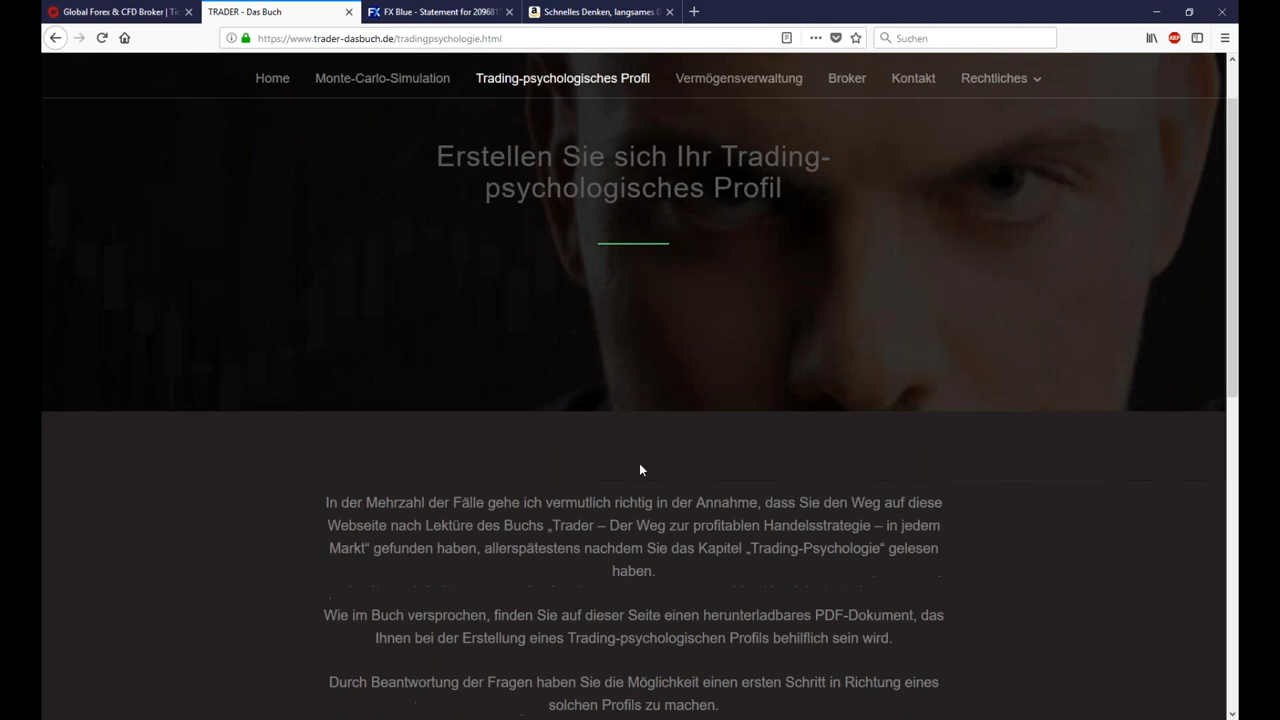 Global Forex & CFD Broker | Tic
TRADER - Das Buch
FX Blue - Statement for 209681
Schnelles Denken, langsames D
https://www.trader-dasbuch.de/tradingpsychologie.html
Suchen
ABP
Home Monte-Carlo-Simulation Trading-psychologisches Profil Vermögensverwaltung Broker Kontakt Rechtliches
Erstellen Sie sich Ihr Trading-
psychologisches Profil
In der Mehrzahl der Fälle gehe ich vermutlich richtig in der Annahme, dass Sie den Weg auf diese
Webseite nach Lektüre des Buchs „Trader – Der Weg zur profitablen Handelsstrategie – in jedem
Markt“ gefunden haben, allerspätestens nachdem Sie das Kapitel „Trading-Psychologie“ gelesen
haben.
Wie im Buch versprochen, finden Sie auf dieser Seite einen herunterladbares PDF-Dokument, das
Ihnen bei der Erstellung eines Trading-psychologischen Profils behilflich sein wird.
Durch Beantwortung der Fragen haben Sie die Möglichkeit einen ersten Schritt in Richtung eines
solchen Profils zu machen.